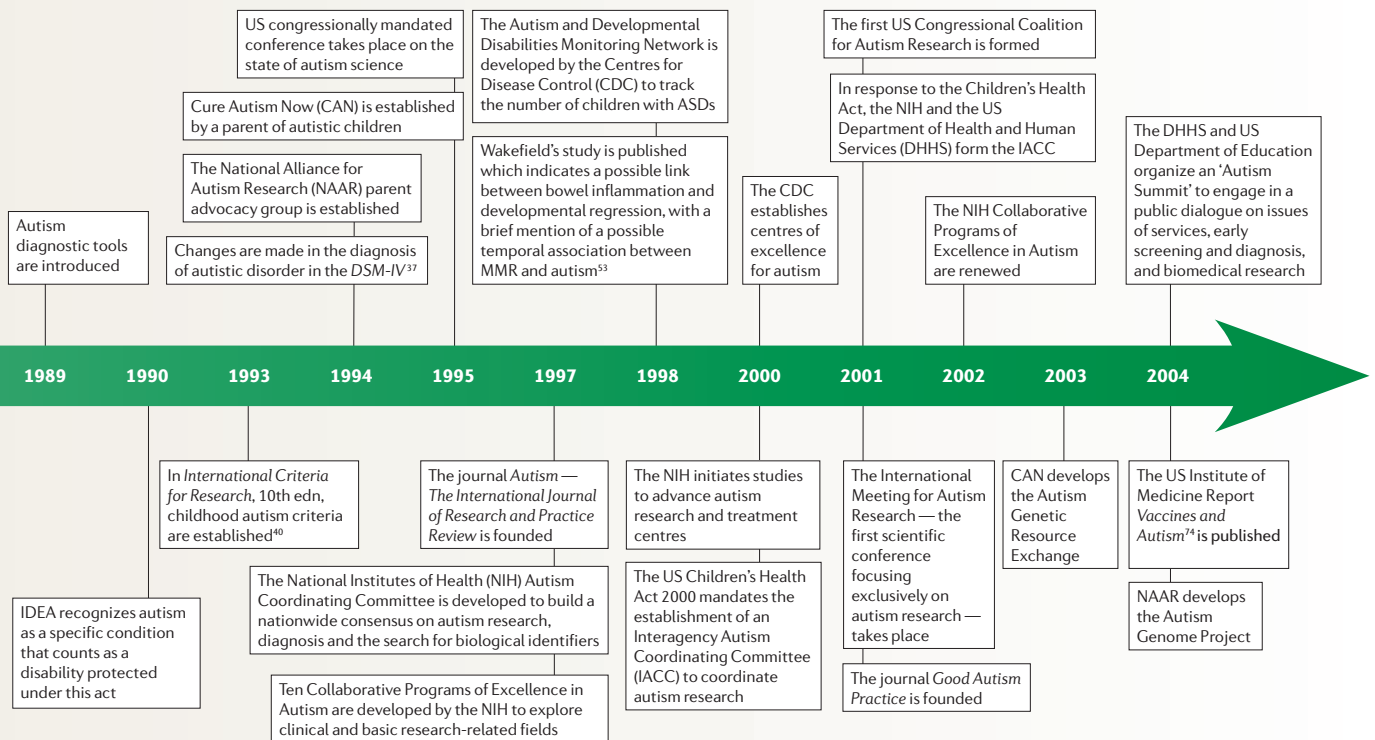 US congressionally mandated
conference takes place on the
state of autism science
Cure Autism Now (CAN) is established
by a parent of autistic children
The National Alliance for
Autism Research (NAAR) parent
advocacy group is established
Autism
diagnostic tools
are introduced
Changes are made in the diagnosis
of autistic disorder in the DSM-IV³⁷
The Autism and Developmental
Disabilities Monitoring Network is
developed by the Centres for
Disease Control (CDC) to track
the number of children with ASDs
Wakefield's study is published
which indicates a possible link
between bowel inflammation and
developmental regression, with a
brief mention of a possible
temporal association between
MMR and autism⁵³
The CDC
establishes
centres of
excellence
for autism
The first US Congressional Coalition
for Autism Research is formed
In response to the Children's Health
Act, the NIH and the US
Department of Health and Human
Services (DHHS) form the IACC
The NIH Collaborative
Programs of
Excellence in Autism
are renewed
The DHHS and US
Department of Education
organize an 'Autism
Summit' to engage in a
public dialogue on issues
of services, early
screening and diagnosis,
and biomedical research
1989 1990 1993 1994 1995 1997 1998 2000 2001 2002 2003 2004
IDEA recognizes autism
as a specific condition
that counts as a
disability protected
under this act
In International Criteria
for Research, 10th edn,
childhood autism criteria
are established⁴⁰
The journal Autism —
The International Journal
of Research and Practice
Review is founded
The National Institutes of Health (NIH) Autism
Coordinating Committee is developed to build a
nationwide consensus on autism research,
diagnosis and the search for biological identifiers
Ten Collaborative Programs of Excellence in
Autism are developed by the NIH to explore
clinical and basic research-related fields
The NIH initiates studies
to advance autism
research and treatment
centres
The US Children's Health
Act 2000 mandates the
establishment of an
Interagency Autism
Coordinating Committee
(IACC) to coordinate
autism research
The International
Meeting for Autism
Research — the
first scientific
conference
focusing
exclusively on
autism research —
takes place
The journal Good Autism
Practice is founded
CAN develops
the Autism
Genetic
Resource
Exchange
The US Institute of
Medicine Report
Vaccines and
Autism⁷⁴ is published
NAAR develops
the Autism
Genome Project